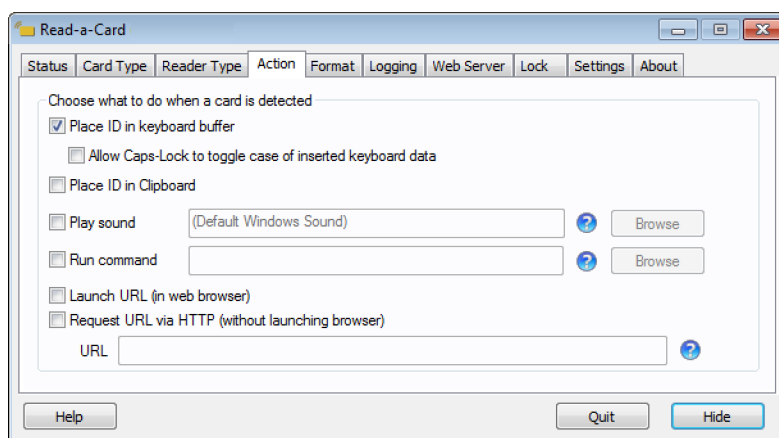 Read-a-Card
Status Card Type Reader Type Action Format Logging Web Server Lock Settings About
Choose what to do when a card is detected
Place ID in keyboard buffer
Allow Caps-Lock to toggle case of inserted keyboard data
Place ID in Clipboard
Play sound (Default Windows Sound) ? Browse
Run command ? Browse
Launch URL (in web browser)
Request URL via HTTP (without launching browser)
URL ?
Help Quit Hide